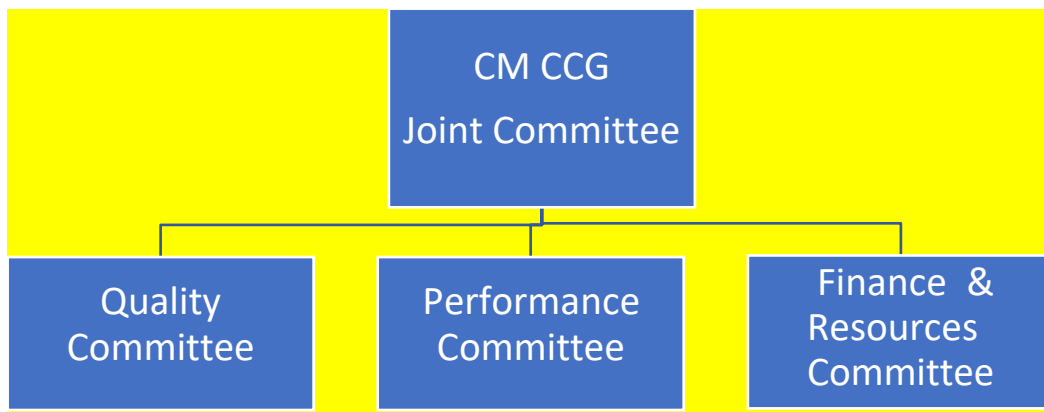 CM CCG
Joint Committee
Quality
Committee
Performance
Committee
Finance &
Resources
Committee